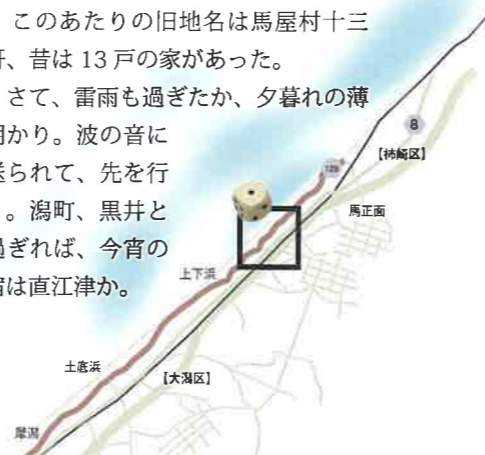 このあたりの旧地名は馬屋村十三
軒、昔は13戸の家があった。
さて、雷雨も過ぎたか、夕暮れの薄
明かり。波の音に
送られて、先を行
く。潟町、黒井と
過ぎれば、今宵の
宿は直江津か。
8
【柿崎区】
129
馬正面
上下浜
土底浜
【大潟区】
犀潟